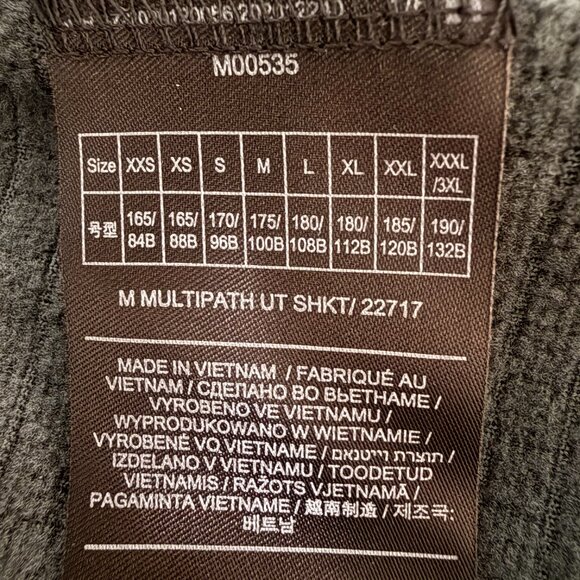 M00535
Size XXS XS S M L XL XXL XXXL/3XL
号型 165/84B 165/88B 170/96B 175/100B 180/108B 180/112B 185/120B 190/132B
M MULTIPATH UT SHKT/ 22717
MADE IN VIETNAM / FABRIQUÉ AU
VIETNAM / СДЕЛАНО ВО ВЬЕТНАМЕ /
VYROBENO VE VIETNAMU /
WYPRODUKOWANO W WIETNAMIE /
VYROBENÉ VO VIETNAME / תוצרת וייטנאם /
IZDELANO V VIETNAMU / TOODETUD
VIETNAMIS / RAŽOTS VJETNAMĀ /
PAGAMINTA VIETNAME / 越南制造 / 제조국:
베트남